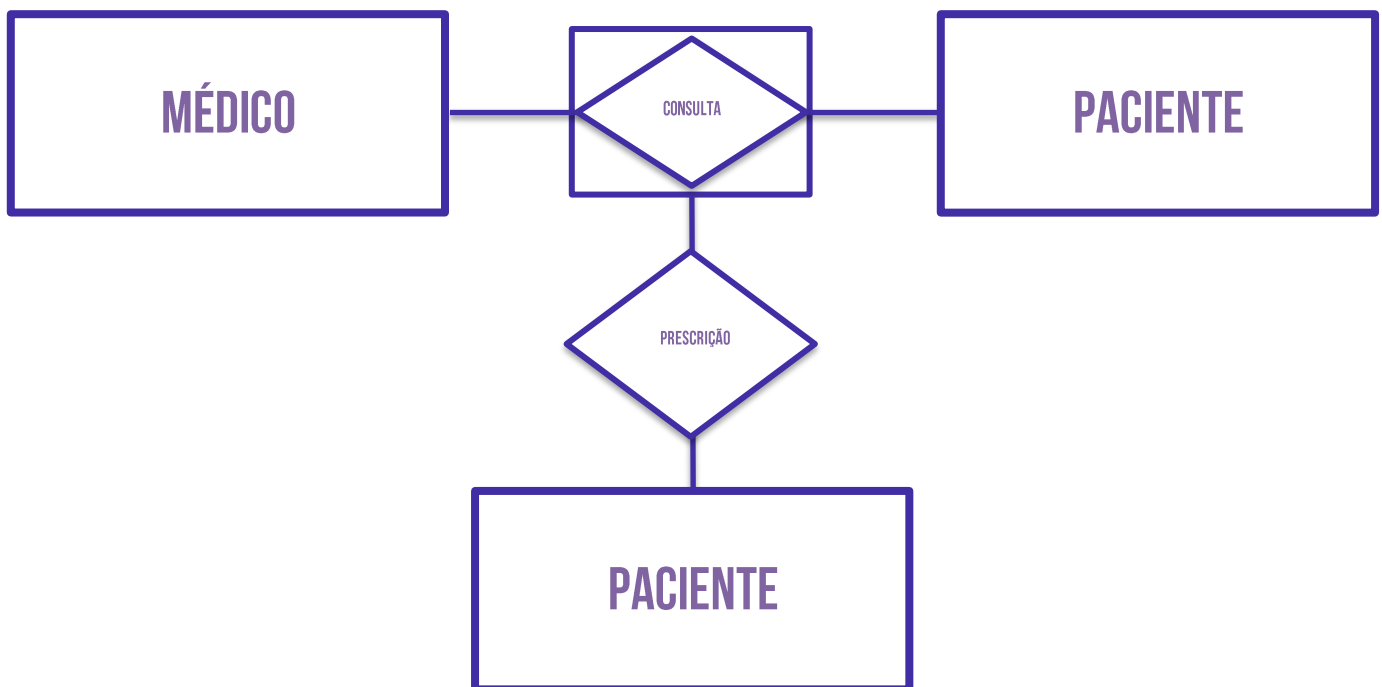 MÉDICO
CONSULTA
PACIENTE
PRESCRIÇÃO
PACIENTE